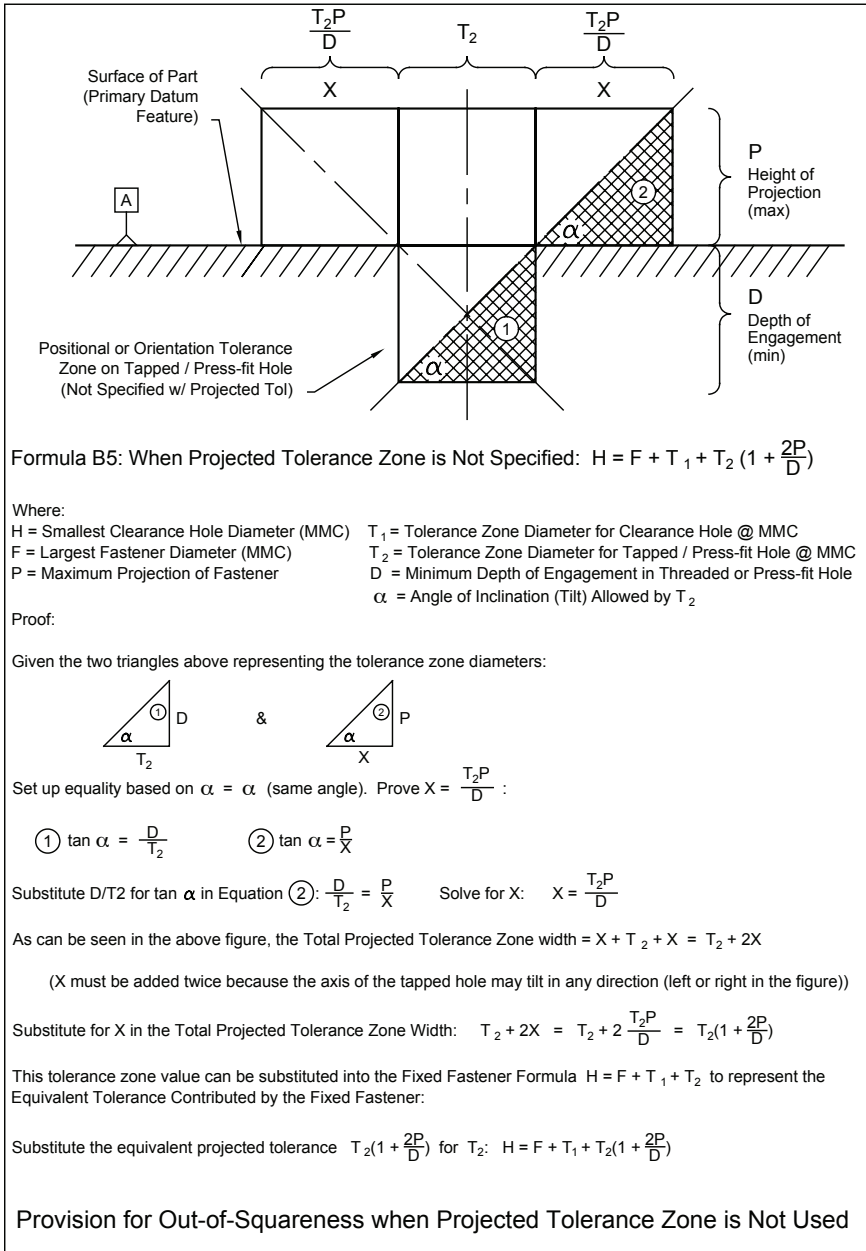 T₂P/D T₂ T₂P/D
X X
Surface of Part
(Primary Datum
Feature)
A
P
Height of
Projection
(max)
2
α
D
Depth of
Engagement
(min)
1
α
Positional or Orientation Tolerance
Zone on Tapped / Press-fit Hole
(Not Specified w/ Projected Tol)
Formula B5: When Projected Tolerance Zone is Not Specified: H = F + T₁ + T₂ (1 + 2P/D)
Where:
H = Smallest Clearance Hole Diameter (MMC) T₁ = Tolerance Zone Diameter for Clearance Hole @ MMC
F = Largest Fastener Diameter (MMC) T₂ = Tolerance Zone Diameter for Tapped / Press-fit Hole @ MMC
P = Maximum Projection of Fastener D = Minimum Depth of Engagement in Threaded or Press-fit Hole
α = Angle of Inclination (Tilt) Allowed by T₂
Proof:
Given the two triangles above representing the tolerance zone diameters:
1 D & 2 P
α α
T₂ X
Set up equality based on α = α (same angle). Prove X = T₂P/D :
1 tan α = D/T₂ 2 tan α = P/X
Substitute D/T2 for tan α in Equation 2: D/T₂ = P/X Solve for X: X = T₂P/D
As can be seen in the above figure, the Total Projected Tolerance Zone width = X + T₂ + X = T₂ + 2X
(X must be added twice because the axis of the tapped hole may tilt in any direction (left or right in the figure))
Substitute for X in the Total Projected Tolerance Zone Width: T₂ + 2X = T₂ + 2 T₂P/D = T₂(1 + 2P/D)
This tolerance zone value can be substituted into the Fixed Fastener Formula H = F + T₁ + T₂ to represent the
Equivalent Tolerance Contributed by the Fixed Fastener:
Substitute the equivalent projected tolerance T₂(1 + 2P/D) for T₂: H = F + T₁ + T₂(1 + 2P/D)
Provision for Out-of-Squareness when Projected Tolerance Zone is Not Used